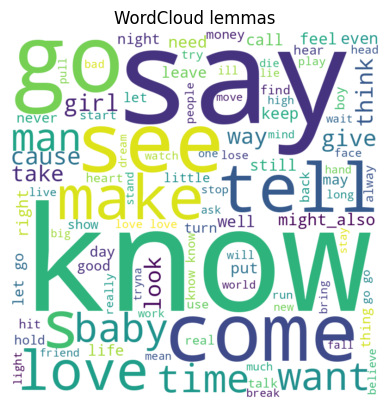 WordCloud lemmas
night need money call feel even
go say try hear head
pull bad leave ill lie die play
never start let girl people move find high boy think
man see way keep mind wait
cause dream watch one lose still give face
take make heart little tell hand back may alway
right live stand stop long
show love love ask well might_also
let go big day good turn look know know will put stay
know really use world run new thing go go
s baby work real come bring fall
hit hold life mean much want believe
light friend love time talk break